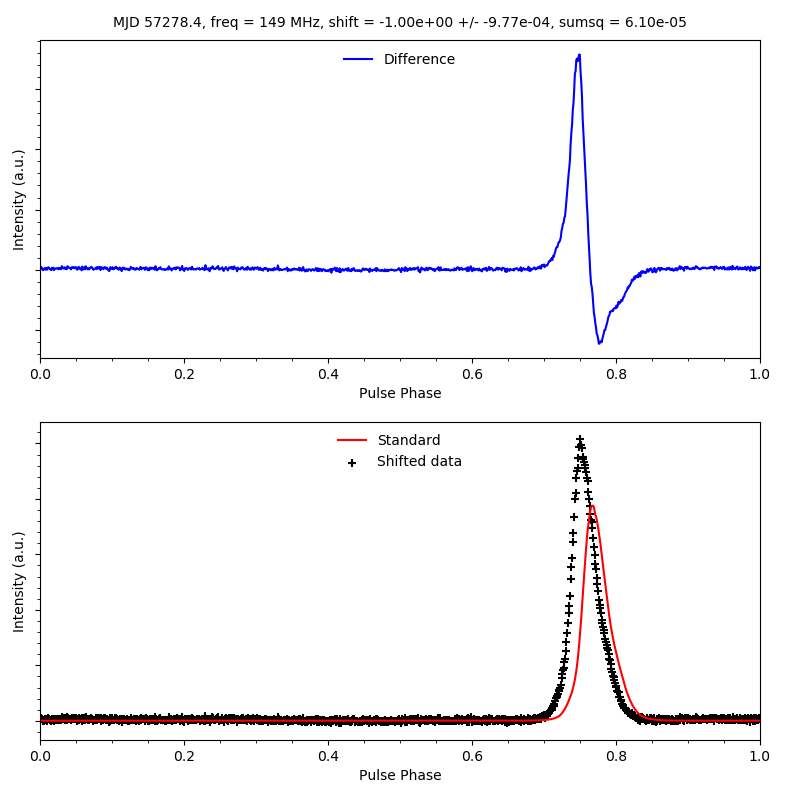 MJD 57278.4, freq = 149 MHz, shift = -1.00e+00 +/- -9.77e-04, sumsq = 6.10e-05
Difference
Intensity (a.u.)
0.0 0.2 0.4 0.6 0.8 1.0
Pulse Phase
Standard
Shifted data
Intensity (a.u.)
0.0 0.2 0.4 0.6 0.8 1.0
Pulse Phase